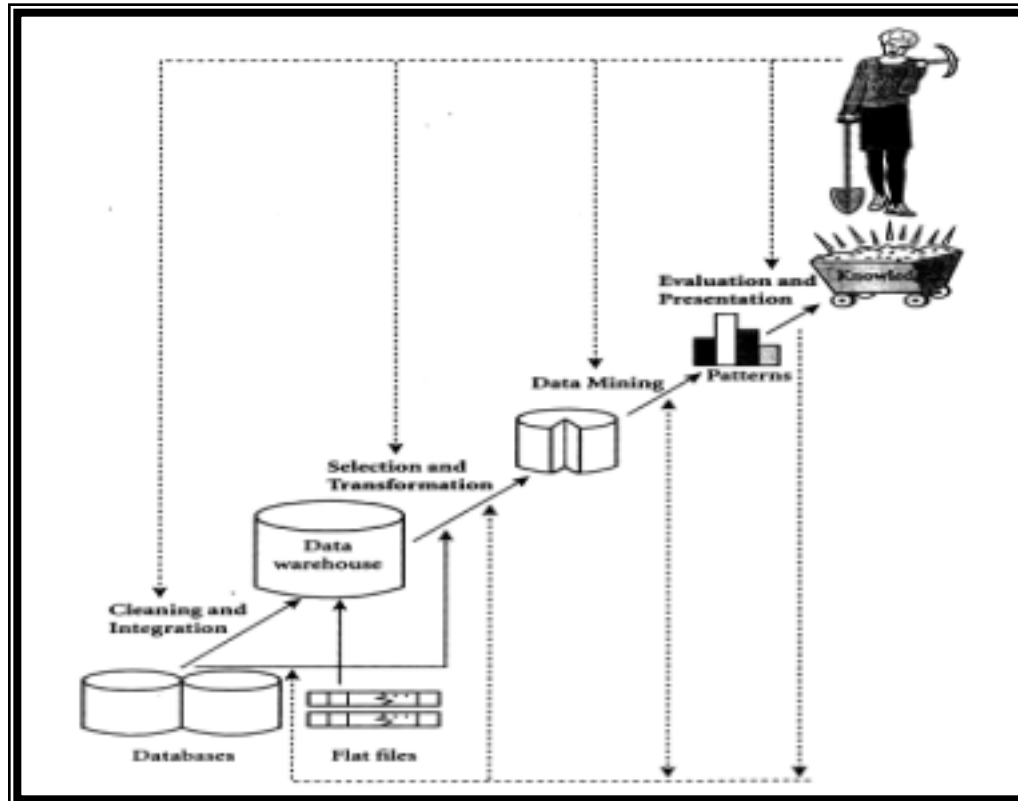 Knowled
Evaluation and
Presentation
Patterns
Data Mining
Selection and
Transformation
Data
warehouse
Cleaning and
Integration
Databases
Flat files